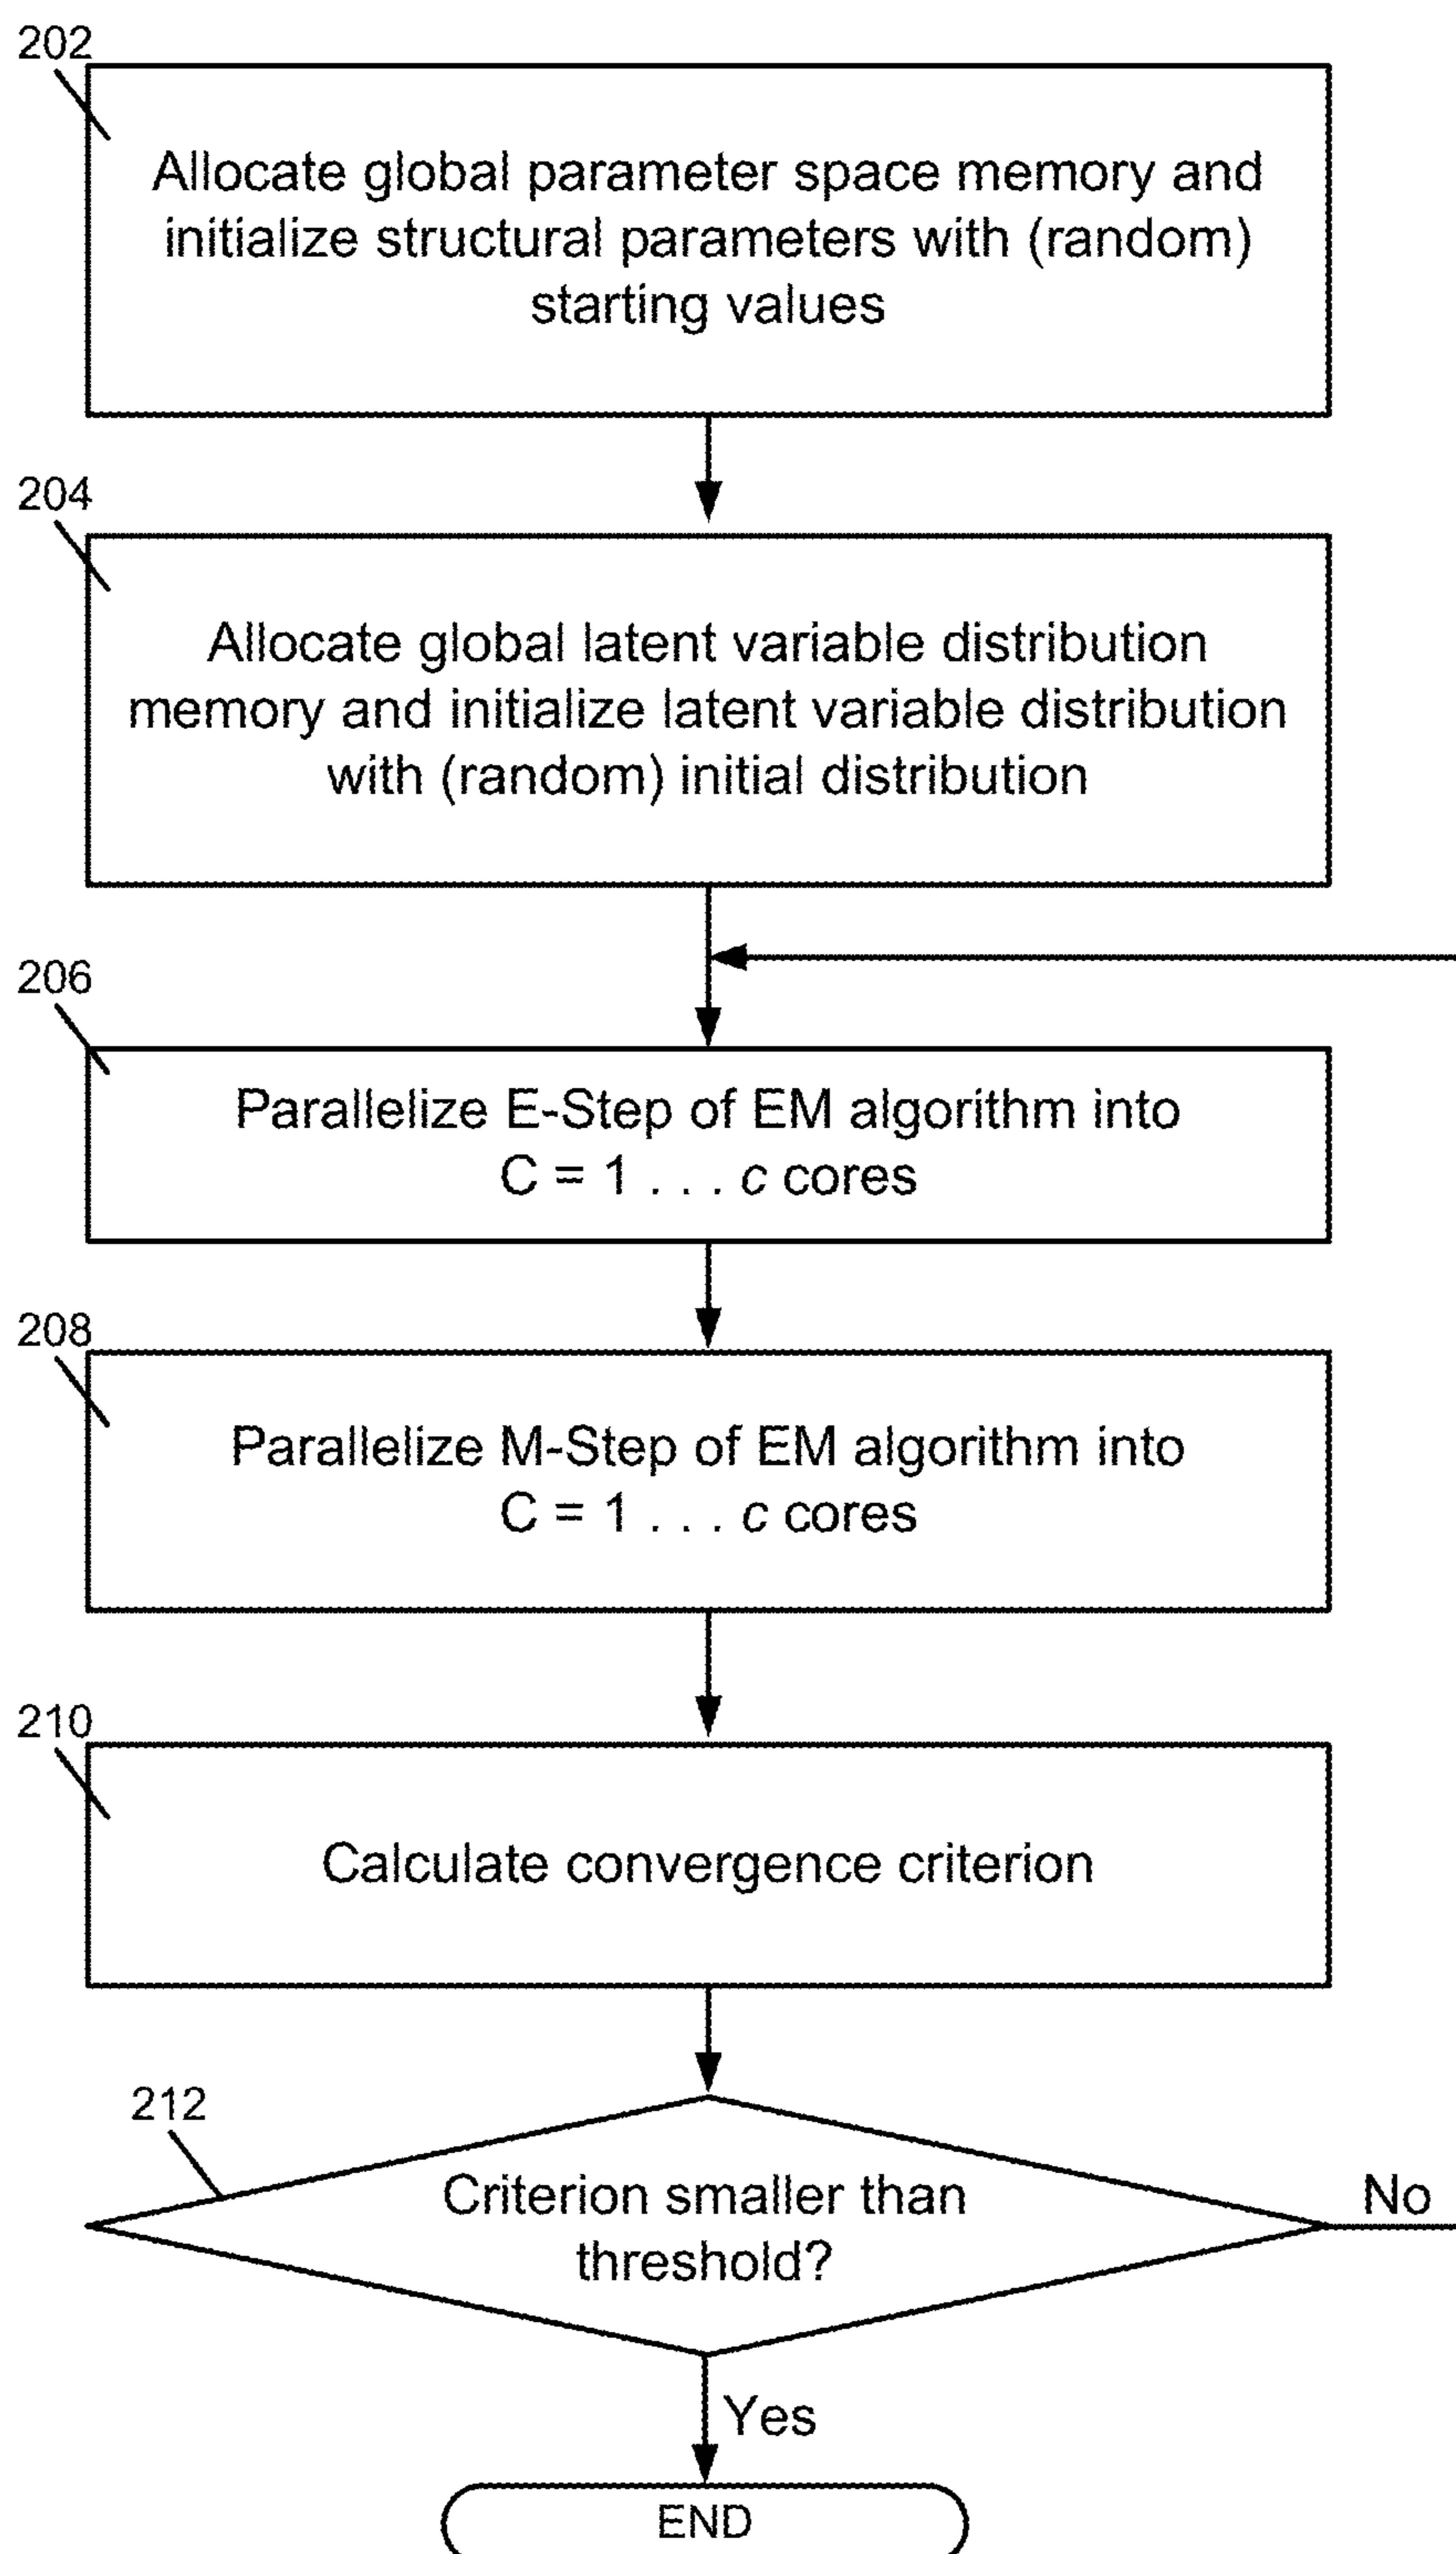 202
Allocate global parameter space memory and
initialize structural parameters with (random)
starting values
204
Allocate global latent variable distribution
memory and initialize latent variable distribution
with (random) initial distribution
206
Parallelize E-Step of EM algorithm into
C = 1 . . . c cores
208
Parallelize M-Step of EM algorithm into
C = 1 . . . c cores
210
Calculate convergence criterion
212
Criterion smaller than
threshold?
No
Yes
END